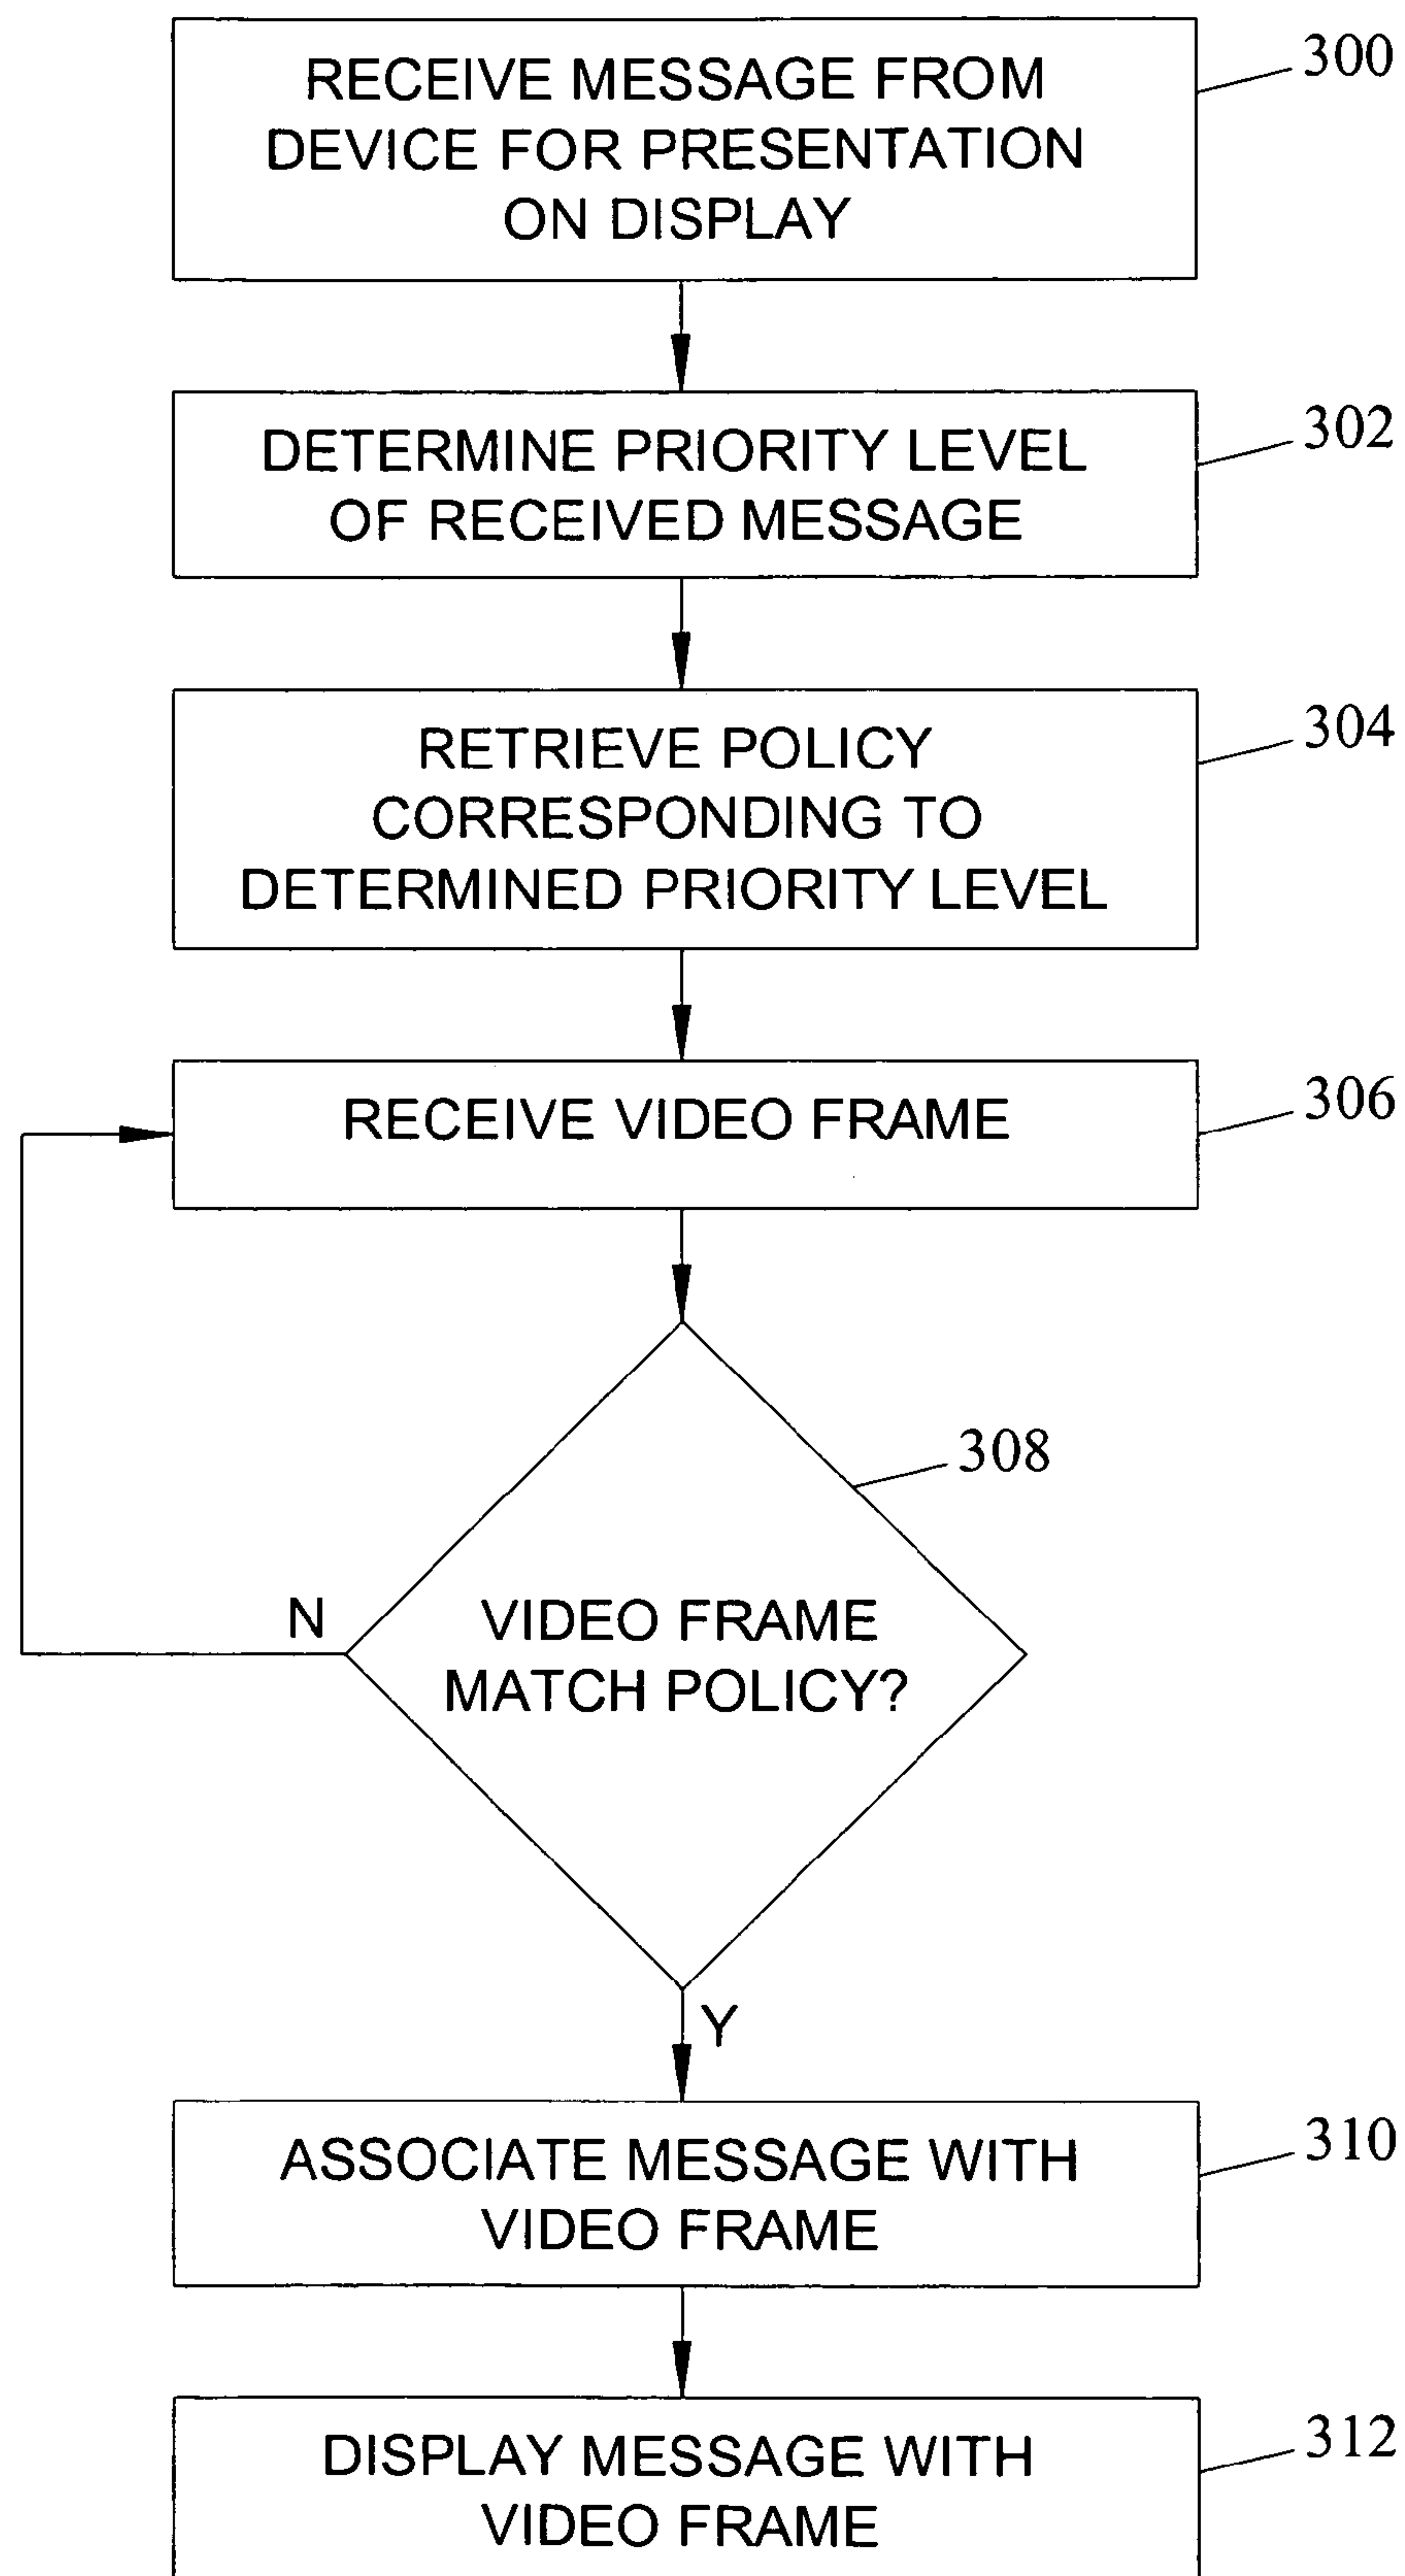 RECEIVE MESSAGE FROM
DEVICE FOR PRESENTATION
ON DISPLAY
300
DETERMINE PRIORITY LEVEL
OF RECEIVED MESSAGE
302
RETRIEVE POLICY
CORRESPONDING TO
DETERMINED PRIORITY LEVEL
304
RECEIVE VIDEO FRAME
306
308
N
VIDEO FRAME
MATCH POLICY?
Y
ASSOCIATE MESSAGE WITH
VIDEO FRAME
310
DISPLAY MESSAGE WITH
VIDEO FRAME
312